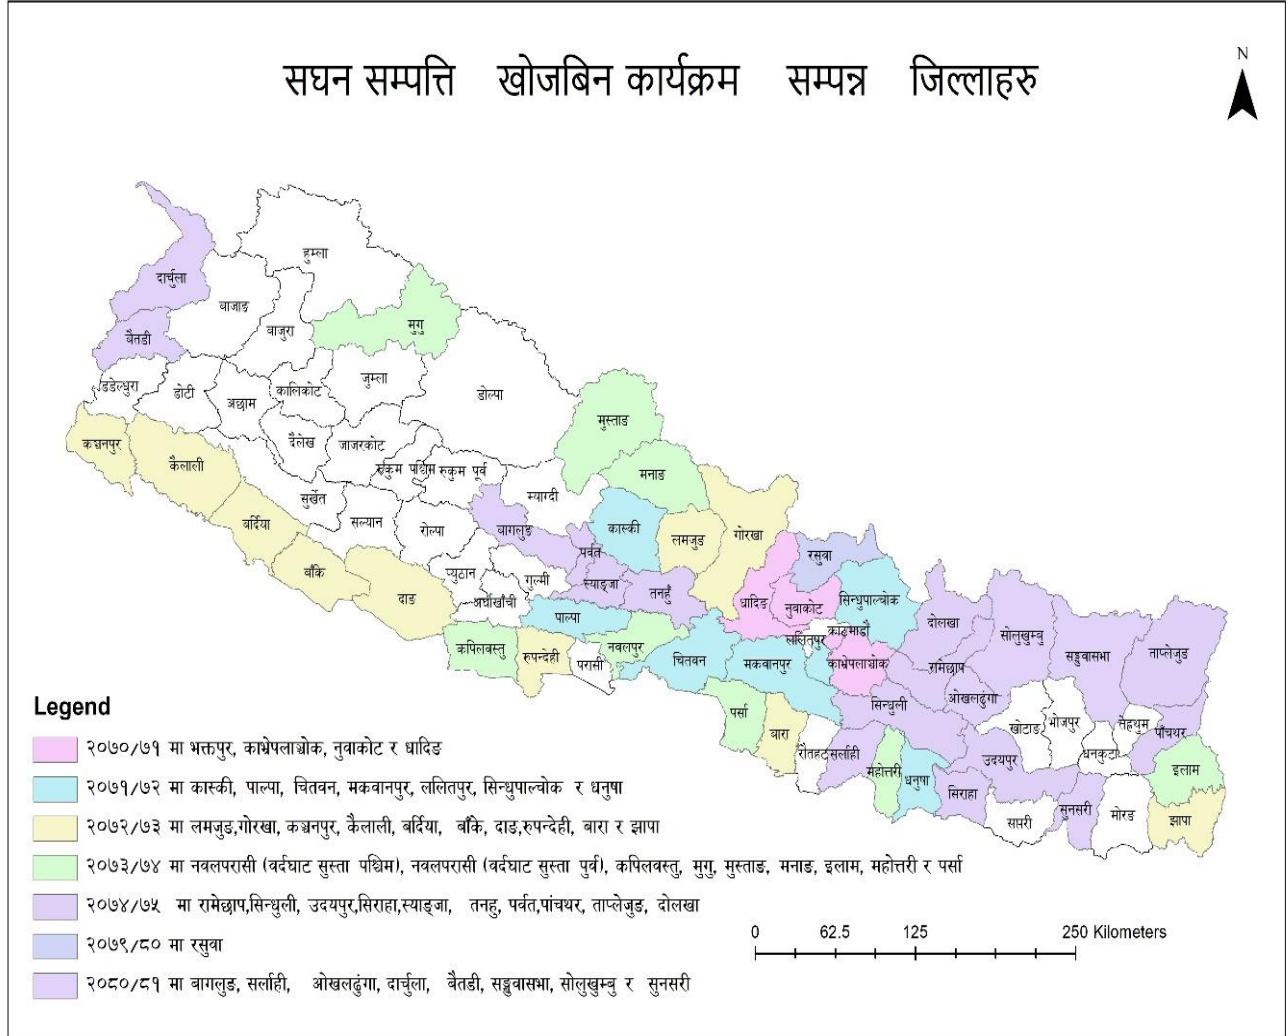 सघन सम्पत्ति खोजबिन कार्यक्रम सम्पन्न जिल्लाहरु
N
हुम्ला
दार्चुला
बाजाङ
मुगु
बाजुरा
बैतडी
जुम्ला
डडेल्धुरा
डोटी
अछाम
कालिकोट
डोल्पा
मुस्ताङ
कञ्चनपुर
दैलेख
जाजरकोट
कैलाली
रुकुम पश्चिम
रुकुम पूर्व
मनाङ
सुर्खेत
म्याग्दी
बर्दिया
सल्यान
रोल्पा
बागलुङ
कास्की
लमजुङ
गोरखा
पर्वत
रसुवा
बाँके
प्युठान
गुल्मी
स्याङ्जा
तनहुँ
दाङ
अर्घाखाँची
धादिङ
नुवाकोट
सिन्धुपाल्चोक
पाल्पा
दोलखा
सोलुखुम्बु
सङ्खुवासभा
ताप्लेजुङ
ललितपुर
काठमाडौं
कपिलवस्तु
रुपन्देही
परासी
नवलपुर
चितवन
मकवानपुर
काभ्रेपलाञ्चोक
रामेछाप
ओखलढुंगा
सिन्धुली
पर्सा
बारा
रौतहट
सर्लाही
खोटाङ
भोजपुर
तेह्रथुम
पाँचथर
धनकुटा
महोत्तरी
धनुषा
उदयपुर
इलाम
सिराहा
सप्तरी
सुनसरी
मोरङ
झापा
Legend
२०७०/७१ मा भक्तपुर, काभ्रेपलाञ्चोक, नुवाकोट र धादिङ
२०७१/७२ मा कास्की, पाल्पा, चितवन, मकवानपुर, ललितपुर, सिन्धुपाल्चोक र धनुषा
२०७२/७३ मा लमजुङ,गोरखा, कञ्चनपुर, कैलाली, बर्दिया, बाँके, दाङ,रुपन्देही, बारा र झापा
२०७३/७४ मा नवलपरासी (वर्दघाट सुस्ता पश्चिम), नवलपरासी (वर्दघाट सुस्ता पुर्व), कपिलवस्तु, मुगु, मुस्ताङ, मनाङ, इलाम, महोत्तरी र पर्सा
२०७४/७५ मा रामेछाप,सिन्धुली, उदयपुर,सिराहा,स्याङ्जा, तनहु, पर्वत,पांचथर, ताप्लेजुङ, दोलखा
२०७९/८० मा रसुवा
२०८०/८१ मा बागलुङ, सर्लाही, ओखलढुंगा, दार्चुला, बैतडी, सङ्खुवासभा, सोलुखुम्बु र सुनसरी
0 62.5 125 250 Kilometers